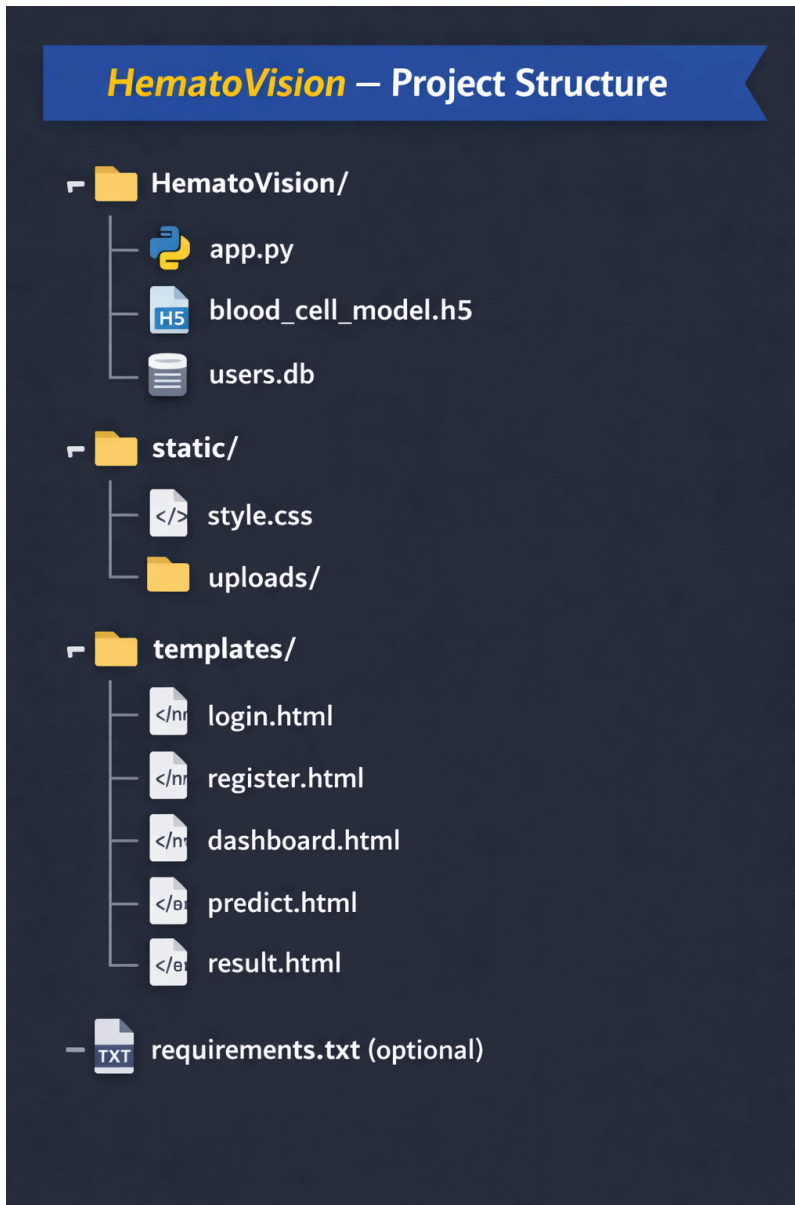 HematoVision – Project Structure
HematoVision/
app.py
H5
blood_cell_model.h5
users.db
static/
</>
style.css
uploads/
templates/
login.html
register.html
dashboard.html
predict.html
result.html
TXT
requirements.txt (optional)